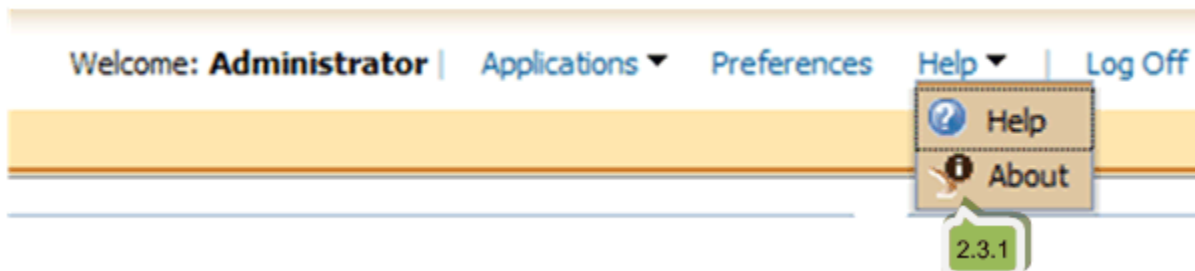 Welcome: Administrator | Applications Preferences Help | Log Off
Help
About
2.3.1